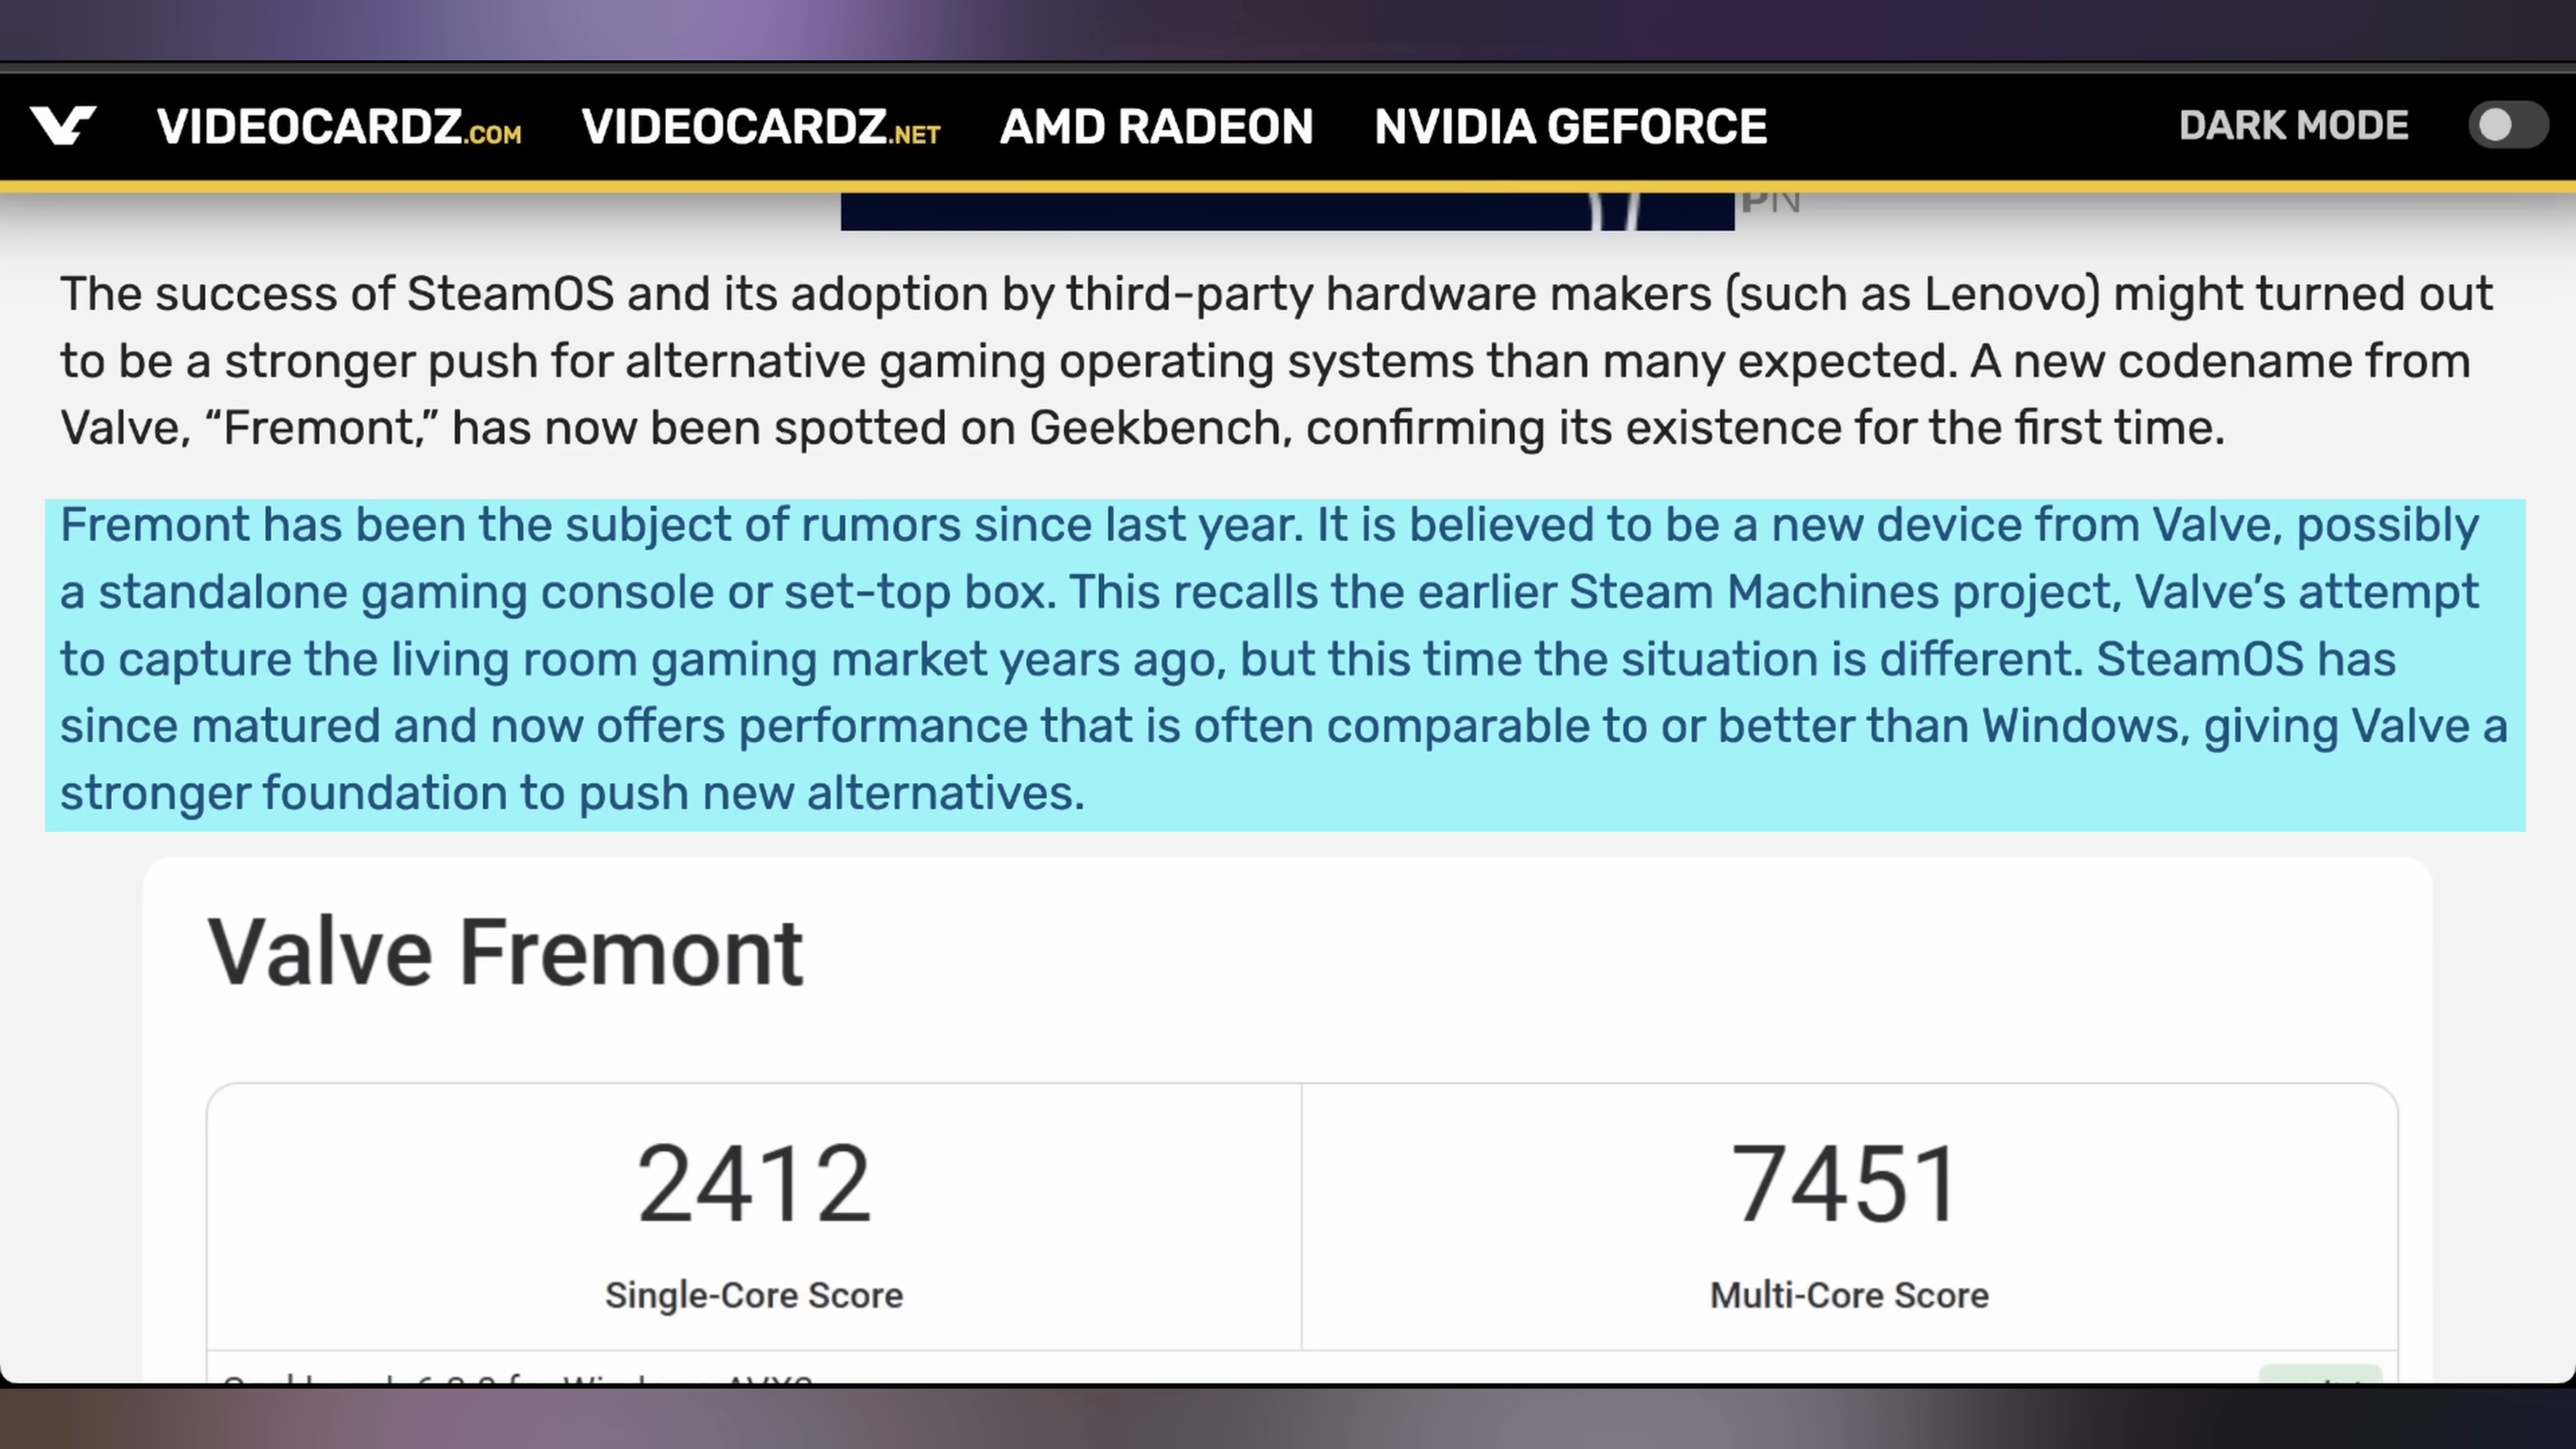 VIDEOCARDZ.COM VIDEOCARDZ.NET AMD RADEON NVIDIA GEFORCE DARK MODE
PN
The success of SteamOS and its adoption by third-party hardware makers (such as Lenovo) might turned out
to be a stronger push for alternative gaming operating systems than many expected. A new codename from
Valve, “Fremont,” has now been spotted on Geekbench, confirming its existence for the first time.
Fremont has been the subject of rumors since last year. It is believed to be a new device from Valve, possibly
a standalone gaming console or set-top box. This recalls the earlier Steam Machines project, Valve’s attempt
to capture the living room gaming market years ago, but this time the situation is different. SteamOS has
since matured and now offers performance that is often comparable to or better than Windows, giving Valve a
stronger foundation to push new alternatives.
Valve Fremont
2412 7451
Single-Core Score Multi-Core Score